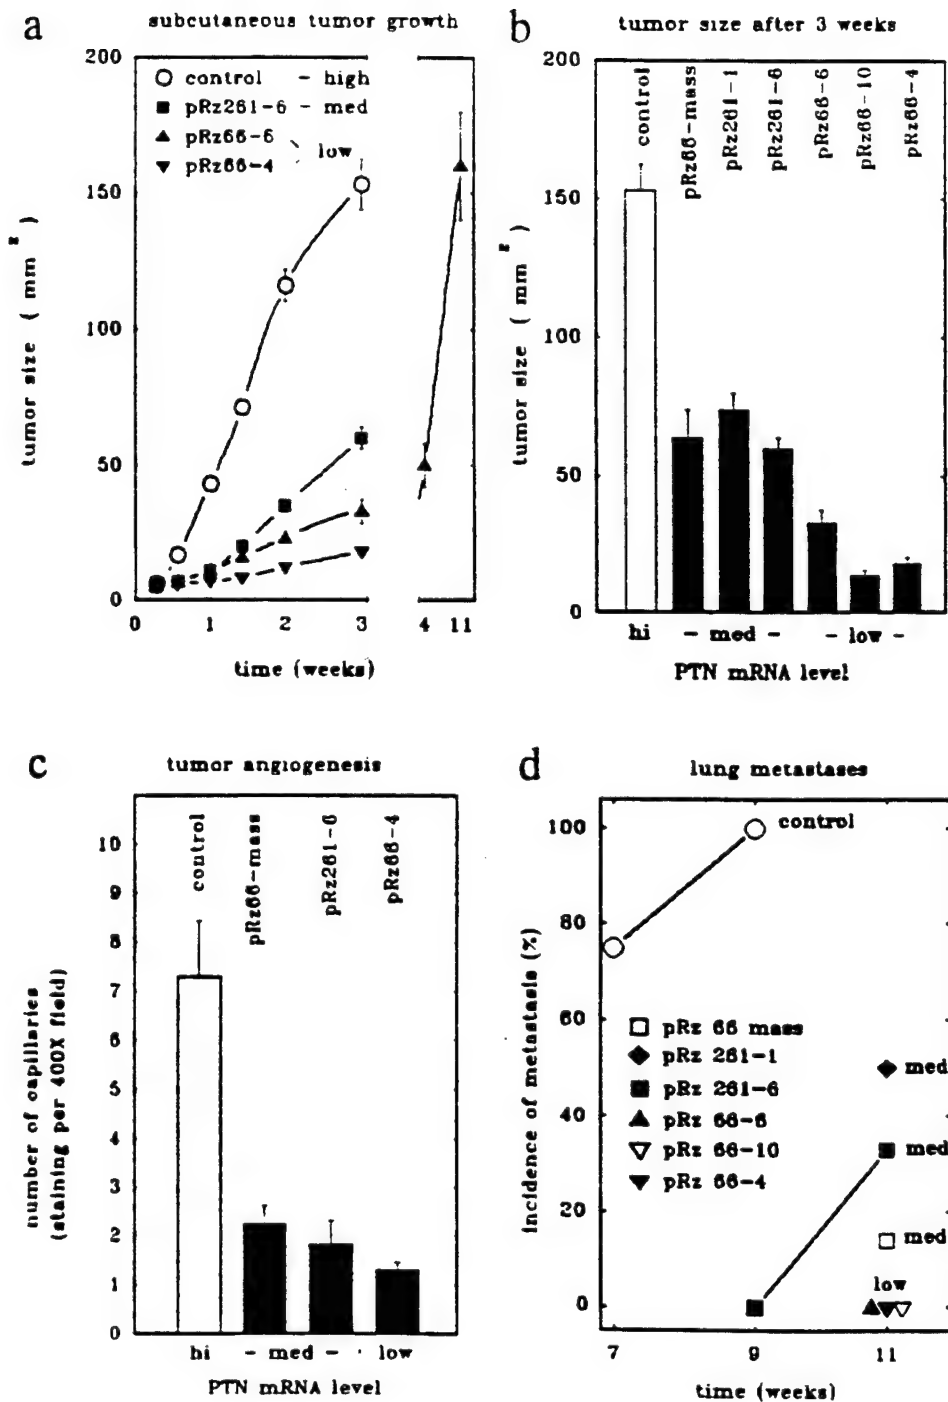 a
subcutaneous tumor growth
200
150
100
50
0
tumor size ( mm² )
control - high
pRz261-6 - med
pRz66-6
low
pRz66-4
0 1 2 3 4 11
time (weeks)
b
tumor size after 3 weeks
200
150
100
50
0
tumor size ( mm² )
control
pRz66-mass
pRz261-1
pRz261-6
pRz66-6
pRz66-10
pRz66-4
hi - med - - low -
PTN mRNA level
c
tumor angiogenesis
10
9
8
7
6
5
4
3
2
1
0
number of capillaries
(staining per 400X field)
control
pRz66-mass
pRz261-6
pRz66-4
hi - med - low
PTN mRNA level
d
lung metastases
100
80
60
40
20
0
incidence of metastasis (%)
control
pRz 66 mass
pRz 261-1
pRz 261-6
pRz 66-6
pRz 66-10
pRz 66-4
med
med
med
low
7 9 11
time (weeks)